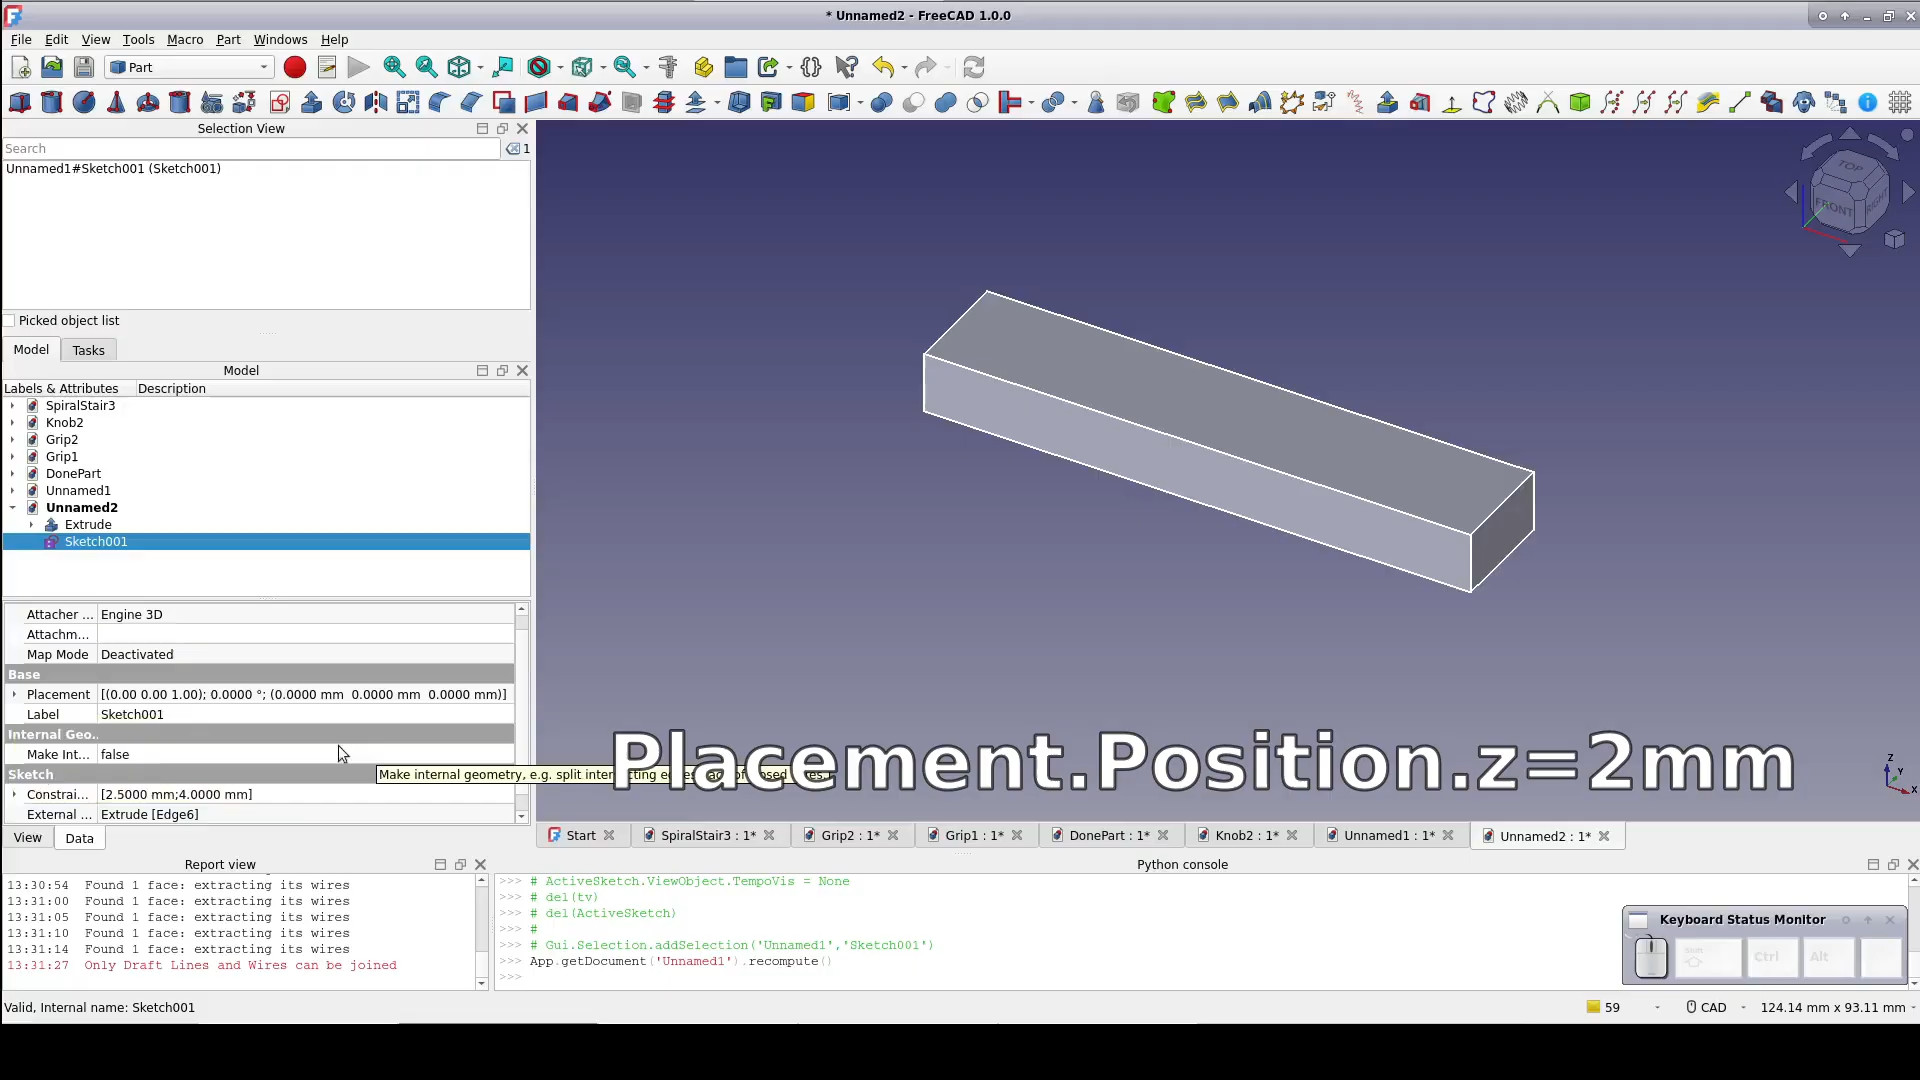 * Unnamed2 - FreeCAD 1.0.0
File Edit View Tools Macro Part Windows Help
Part
Selection View
Search
1
Unnamed1#Sketch001 (Sketch001)
Picked object list
Model Tasks
Model
Labels & Attributes Description
SpiralStair3
Knob2
Grip2
Grip1
DonePart
Unnamed1
Unnamed2
Extrude
Sketch001
Attacher ... Engine 3D
Attachm...
Map Mode Deactivated
Base
Placement [(0.00 0.00 1.00); 0.0000 °; (0.0000 mm 0.0000 mm 0.0000 mm)]
Label Sketch001
Internal Geo..
Make Int... false
Sketch
Constrai... [2.5000 mm;4.0000 mm]
External ... Extrude [Edge6]
View Data
Make internal geometry, e.g. split inter
TOP
FRONT
RIGHT
Placement.Position.z=2mm
Z
Y
X
Start
SpiralStair3 : 1*
Grip2 : 1*
Grip1 : 1*
DonePart : 1*
Knob2 : 1*
Unnamed1 : 1*
Unnamed2 : 1*
Report view
13:30:54 Found 1 face: extracting its wires
13:31:00 Found 1 face: extracting its wires
13:31:05 Found 1 face: extracting its wires
13:31:10 Found 1 face: extracting its wires
13:31:14 Found 1 face: extracting its wires
13:31:27 Only Draft Lines and Wires can be joined
Python console
>>> # ActiveSketch.ViewObject.TempoVis = None
>>> # del(tv)
>>> # del(ActiveSketch)
>>> #
>>> # Gui.Selection.addSelection('Unnamed1','Sketch001')
>>> App.getDocument('Unnamed1').recompute()
>>>
Keyboard Status Monitor
Shift
Ctrl
Alt
Valid, Internal name: Sketch001
59
CAD
124.14 mm x 93.11 mm